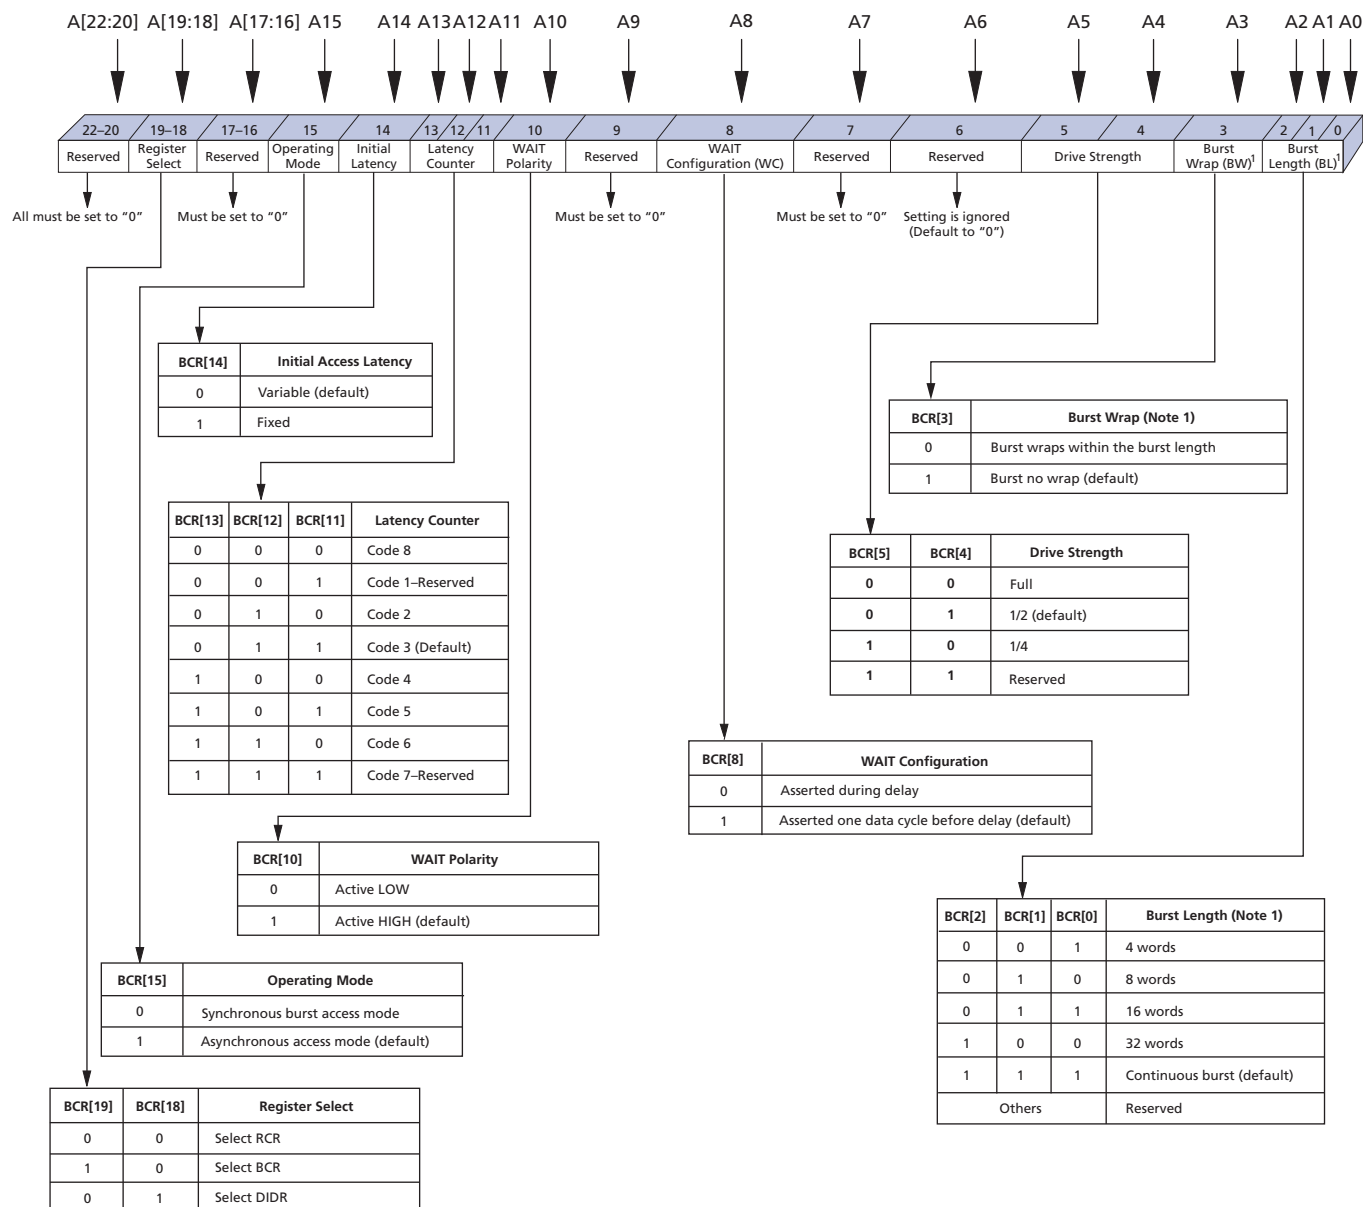 A[22:20] A[19:18] A[17:16] A15 A14 A13 A12 A11 A10 A9 A8 A7 A6 A5 A4 A3 A2 A1 A0
22–20 19–18 17–16 15 14 13 12 11 10 9 8 7 6 5 4 3 2 1 0
Reserved
Register
Select
Reserved
Operating
Mode
Initial
Latency
Latency
Counter
WAIT
Polarity
Reserved
WAIT
Configuration (WC)
Reserved
Reserved
Drive Strength
Burst
Wrap (BW)1
Burst
Length (BL)1
All must be set to “0”
Must be set to “0”
Must be set to “0”
Must be set to “0”
Setting is ignored
(Default to “0”)
BCR[14] Initial Access Latency
0 Variable (default)
1 Fixed
BCR[3] Burst Wrap (Note 1)
0 Burst wraps within the burst length
1 Burst no wrap (default)
BCR[13] BCR[12] BCR[11] Latency Counter
0 0 0 Code 8
0 0 1 Code 1–Reserved
0 1 0 Code 2
0 1 1 Code 3 (Default)
1 0 0 Code 4
1 0 1 Code 5
1 1 0 Code 6
1 1 1 Code 7–Reserved
BCR[5] BCR[4] Drive Strength
0 0 Full
0 1 1/2 (default)
1 0 1/4
1 1 Reserved
BCR[8] WAIT Configuration
0 Asserted during delay
1 Asserted one data cycle before delay (default)
BCR[10] WAIT Polarity
0 Active LOW
1 Active HIGH (default)
BCR[2] BCR[1] BCR[0] Burst Length (Note 1)
0 0 1 4 words
0 1 0 8 words
0 1 1 16 words
1 0 0 32 words
1 1 1 Continuous burst (default)
Others Reserved
BCR[15] Operating Mode
0 Synchronous burst access mode
1 Asynchronous access mode (default)
BCR[19] BCR[18] Register Select
0 0 Select RCR
1 0 Select BCR
0 1 Select DIDR